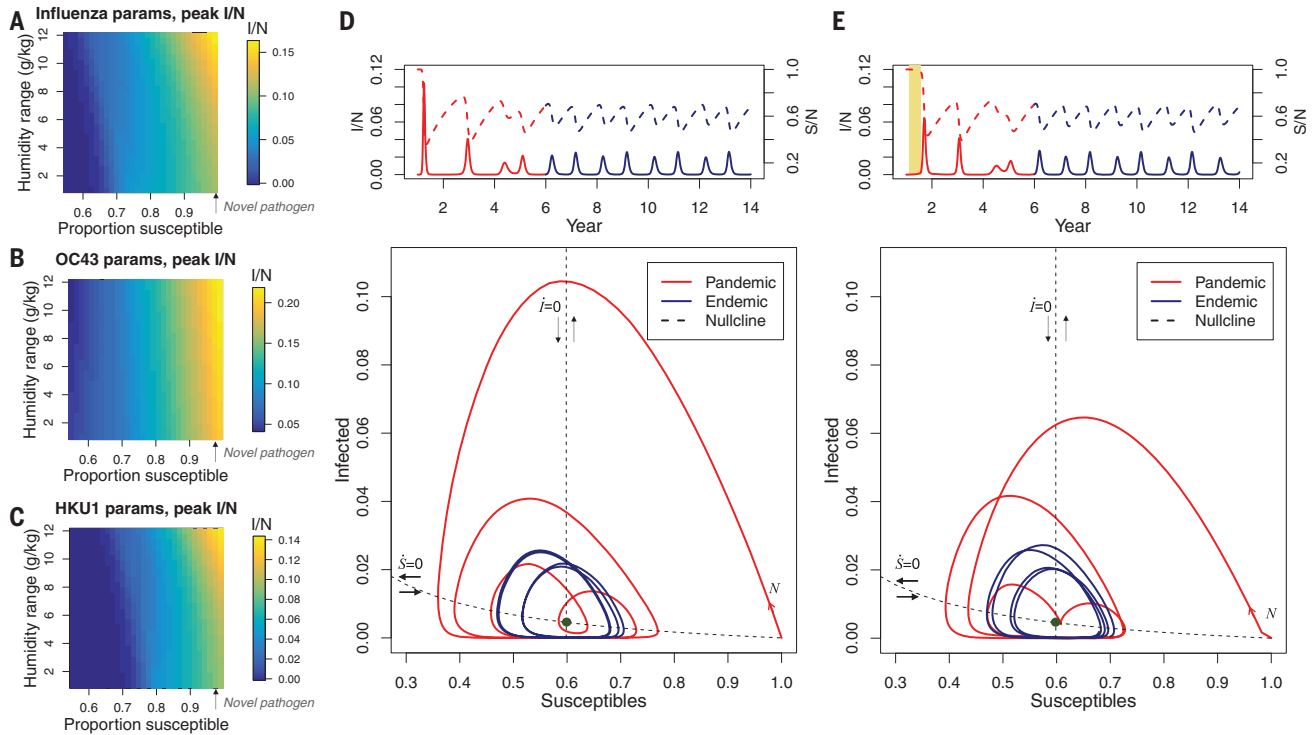 A
Influenza params, peak I/N
I/N
Humidity range (g/kg)
12
10
8
6
4
2
0.15
0.10
0.05
0.00
0.6 0.7 0.8 0.9
Novel pathogen
Proportion susceptible
B
OC43 params, peak I/N
I/N
Humidity range (g/kg)
12
10
8
6
4
2
0.20
0.15
0.10
0.05
0.6 0.7 0.8 0.9
Novel pathogen
Proportion susceptible
C
HKU1 params, peak I/N
I/N
Humidity range (g/kg)
12
10
8
6
4
2
0.14
0.12
0.10
0.08
0.06
0.04
0.02
0.00
0.6 0.7 0.8 0.9
Novel pathogen
Proportion susceptible
D
I/N
0.12
0.06
0.00
S/N
1.0
0.6
0.2
2 4 6 8 10 12 14
Year
Infected
0.10
0.08
0.06
0.04
0.02
0.00
Pandemic
Endemic
Nullcline
İ=0
Ṡ=0
N
0.3 0.4 0.5 0.6 0.7 0.8 0.9 1.0
Susceptibles
E
I/N
0.12
0.06
0.00
S/N
1.0
0.6
0.2
2 4 6 8 10 12 14
Year
Infected
0.10
0.08
0.06
0.04
0.02
0.00
Pandemic
Endemic
Nullcline
İ=0
Ṡ=0
N
0.3 0.4 0.5 0.6 0.7 0.8 0.9 1.0
Susceptibles